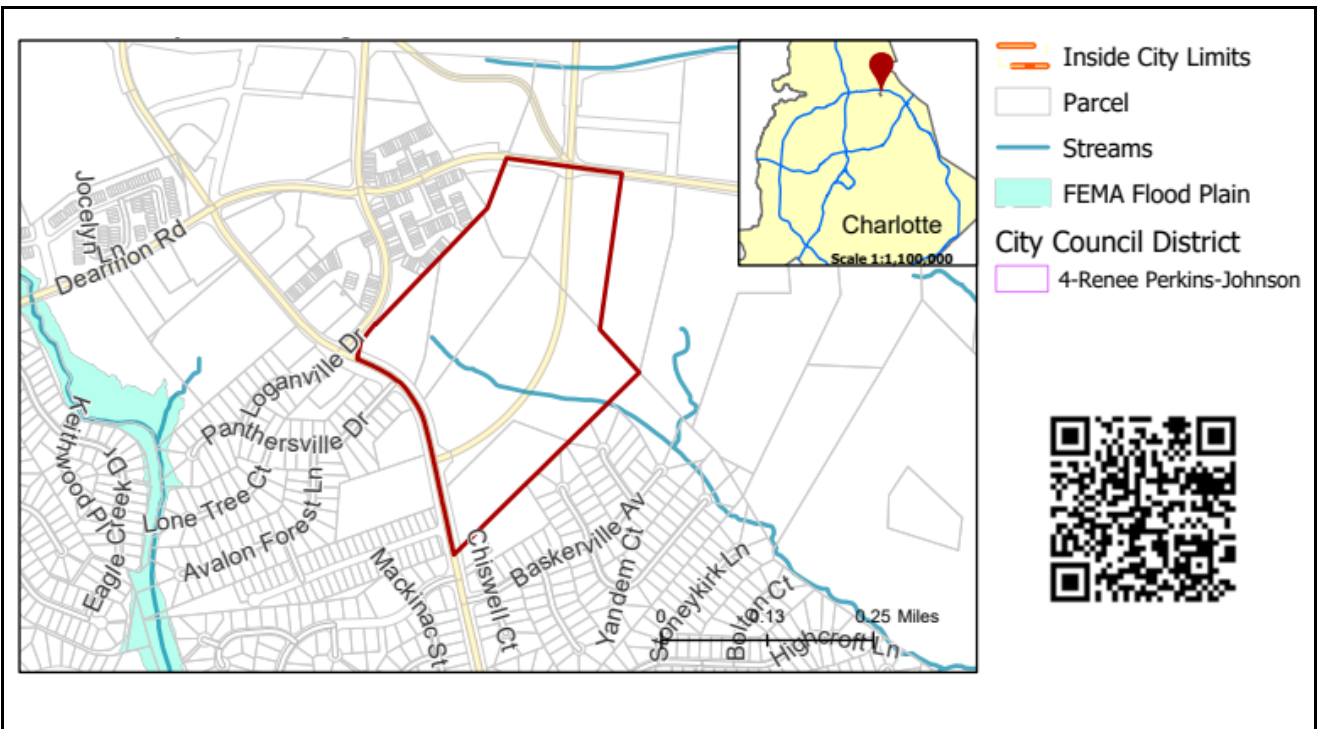 Jocelyn
Ln
Dearmon Rd
Loganville Dr
Panthersville Dr
Keithwood Pl
Eagle Creek Dr
Lone Tree Ct
Avalon Forest Ln
Mackinac St
Chiswell Ct
Baskerville Av
Yandem Ct
Stoneykirk Ln
Bolton Ct
Highcroft Ln
0 0.13 0.25 Miles
Charlotte
Scale 1:1,100,000
Inside City Limits
Parcel
Streams
FEMA Flood Plain
City Council District
4-Renee Perkins-Johnson